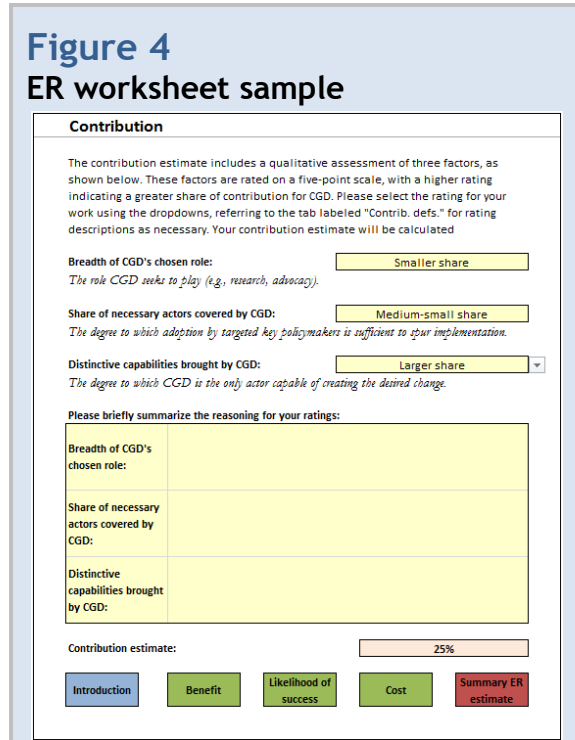 Figure 4
ER worksheet sample
Contribution
The contribution estimate includes a qualitative assessment of three factors, as
shown below. These factors are rated on a five-point scale, with a higher rating
indicating a greater share of contribution for CGD. Please select the rating for your
work using the dropdowns, referring to the tab labeled "Contrib. defs." for rating
descriptions as necessary. Your contribution estimate will be calculated
Breadth of CGD's chosen role:
Smaller share
The role CGD seeks to play (e.g., research, advocacy).
Share of necessary actors covered by CGD:
Medium-small share
The degree to which adoption by targeted key policymakers is sufficient to spur implementation.
Distinctive capabilities brought by CGD:
Larger share
The degree to which CGD is the only actor capable of creating the desired change.
Please briefly summarize the reasoning for your ratings:
Breadth of CGD's
chosen role:
Share of necessary
actors covered by
CGD:
Distinctive
capabilities brought
by CGD:
Contribution estimate:
25%
Introduction
Benefit
Likelihood of
success
Cost
Summary ER
estimate